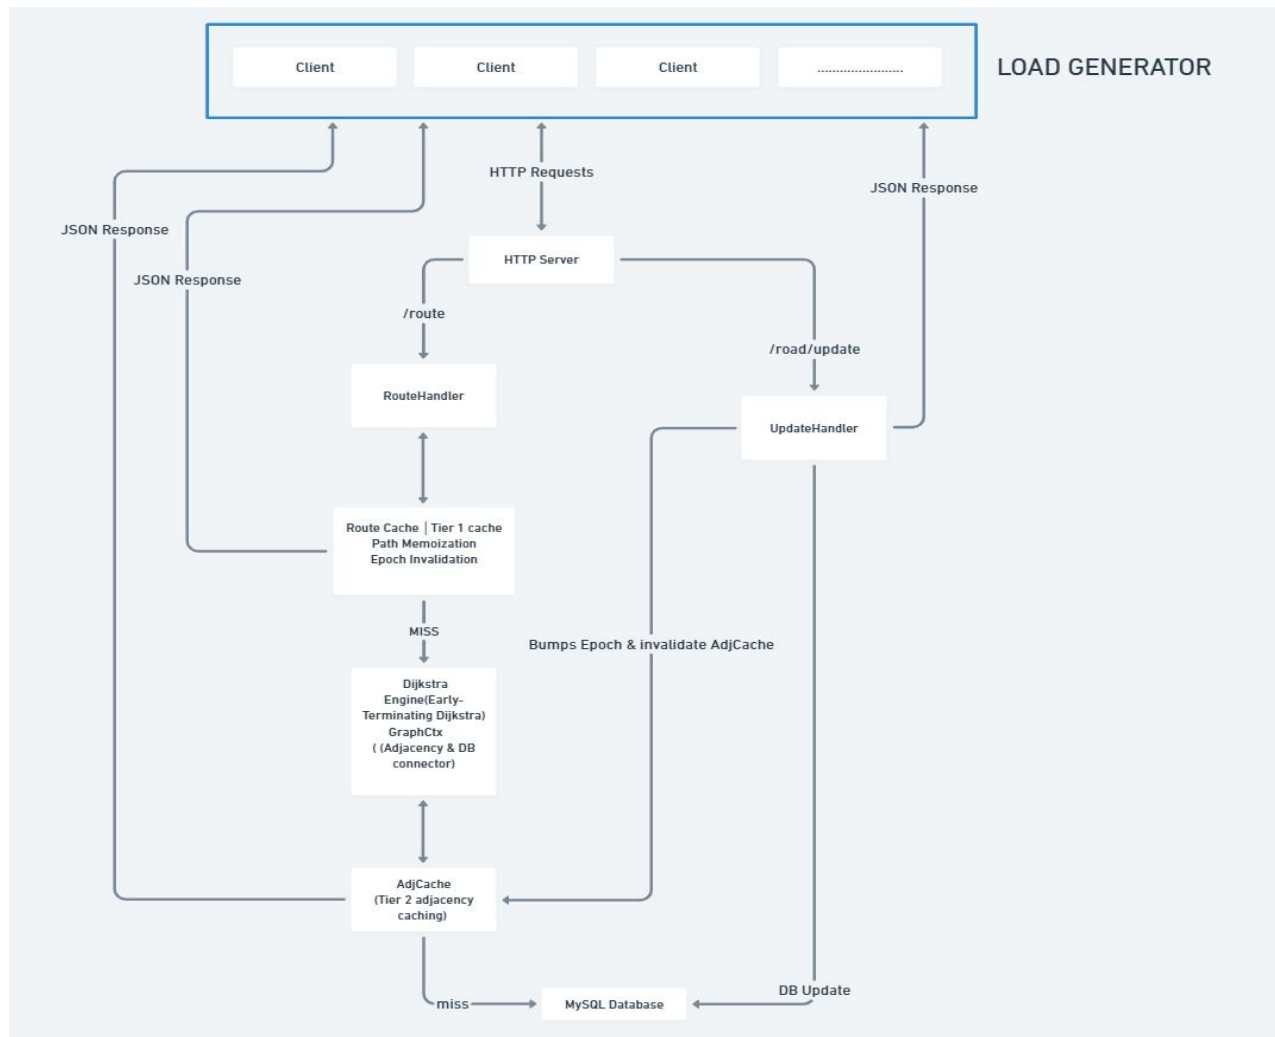 Client
Client
Client
........................
LOAD GENERATOR
HTTP Requests
JSON Response
JSON Response
HTTP Server
JSON Response
/route
/road/update
RouteHandler
UpdateHandler
Route Cache | Tier 1 cache
Path Memoization
Epoch Invalidation
MISS
Bumps Epoch & invalidate AdjCache
Dijkstra
Engine(Early-
Terminating Dijkstra)
GraphCtx
( (Adjacency & DB
connector)
AdjCache
(Tier 2 adjacency
caching)
DB Update
miss
MySQL Database